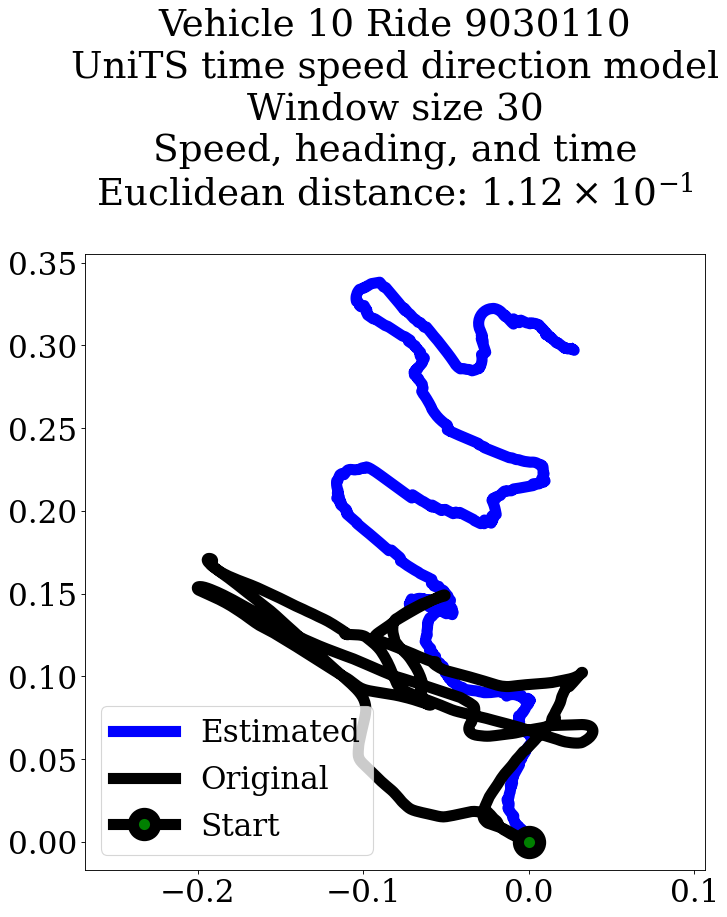 Vehicle 10 Ride 9030110
UniTS time speed direction model
Window size 30
Speed, heading, and time
Euclidean distance: 1.12 × 10⁻¹
0.35
0.30
0.25
0.20
0.15
0.10
0.05
0.00
Estimated
Original
Start
−0.2 −0.1 0.0 0.1